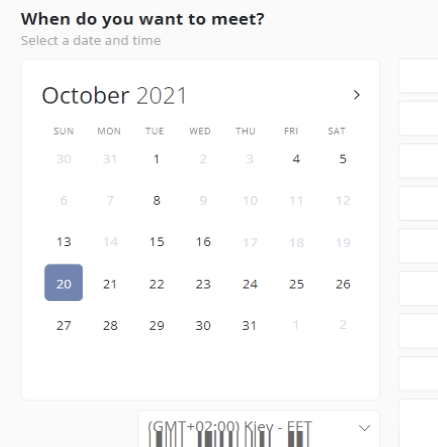 When do you want to meet?
Select a date and time
October 2021
SUN MON TUE WED THU FRI SAT
30 31 1 2 3 4 5
6 7 8 9 10 11 12
13 14 15 16 17 18 19
20 21 22 23 24 25 26
27 28 29 30 31 1 2
(GMT+02:00) Kiev - EET